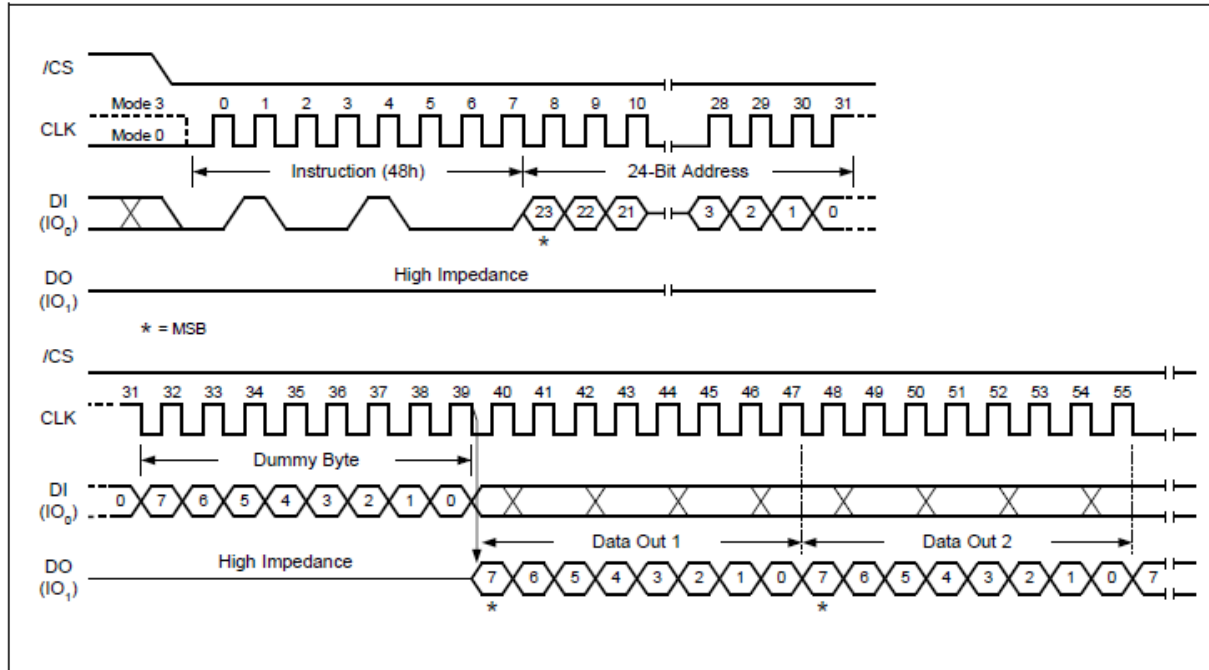 /CS
Mode 3 0 1 2 3 4 5 6 7 8 9 10 28 29 30 31
CLK
Mode 0
Instruction (48h) 24-Bit Address
DI
(IO0) 23 22 21 3 2 1 0
*
DO High Impedance
(IO1)
* = MSB
/CS
31 32 33 34 35 36 37 38 39 40 41 42 43 44 45 46 47 48 49 50 51 52 53 54 55
CLK
Dummy Byte
DI
(IO0) 0 7 6 5 4 3 2 1 0
Data Out 1 Data Out 2
DO High Impedance
(IO1) 7 6 5 4 3 2 1 0 7 6 5 4 3 2 1 0 7
* *